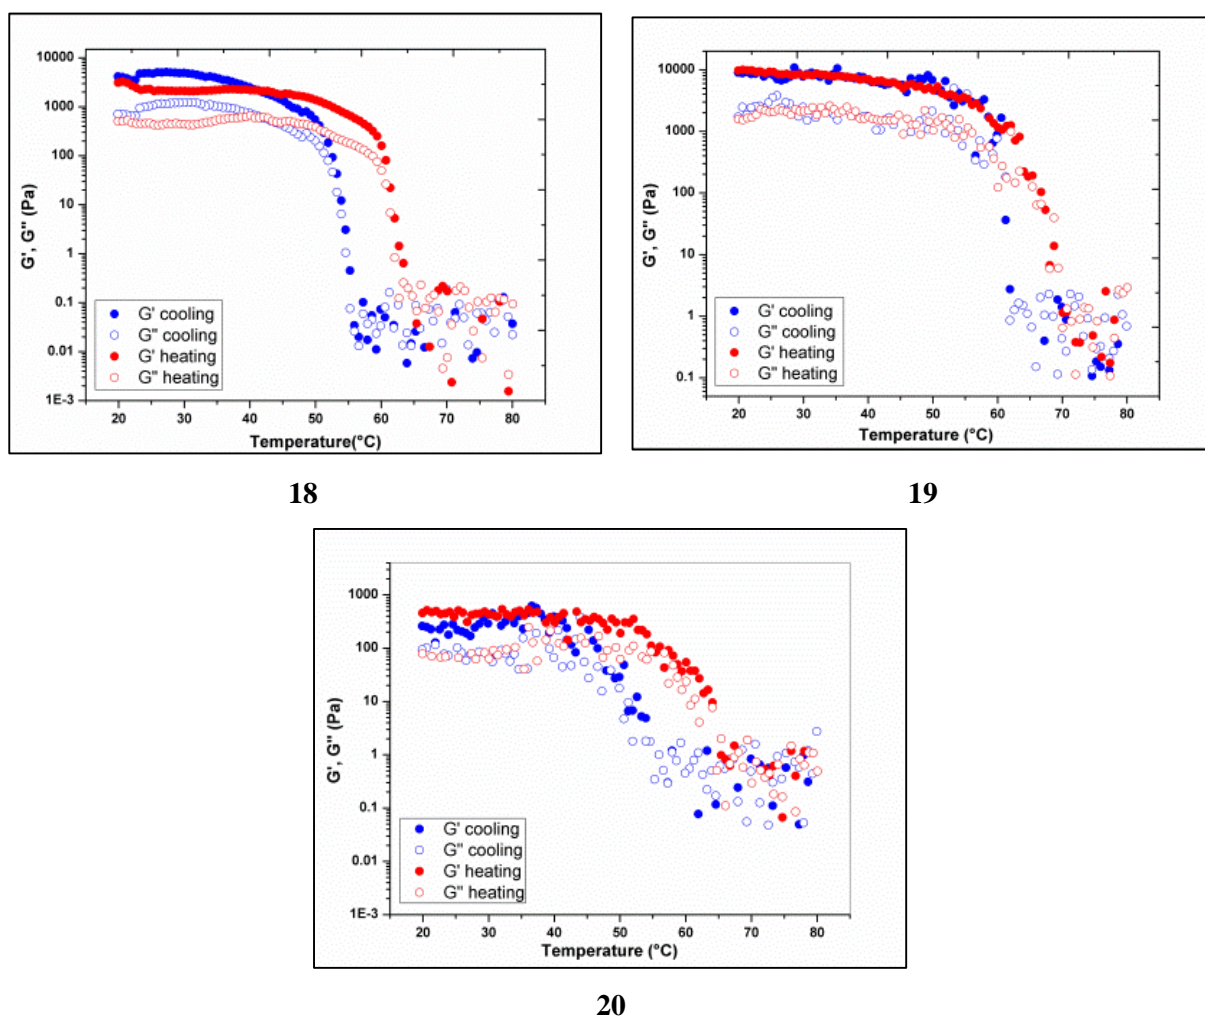 10000
1000
100
10
1
0.1
0.01
1E-3
G', G'' (Pa)
G' cooling
G'' cooling
G' heating
G'' heating
20 30 40 50 60 70 80
Temperature(°C)
18
10000
1000
100
10
1
0.1
G', G'' (Pa)
G' cooling
G'' cooling
G' heating
G'' heating
20 30 40 50 60 70 80
Temperature (°C)
19
1000
100
10
1
0.1
0.01
1E-3
G', G'' (Pa)
G' cooling
G'' cooling
G' heating
G'' heating
20 30 40 50 60 70 80
Temperature (°C)
20